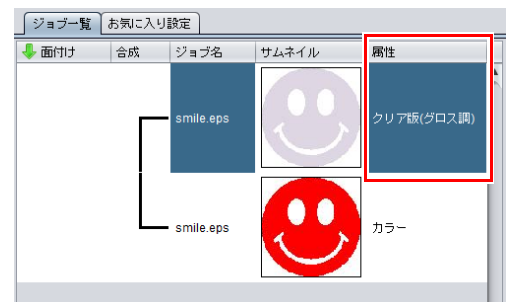 ジョブ一覧 お気に入り設定
面付け 合成 ジョブ名 サムネイル 属性
smile.eps クリア版(グロス調)
smile.eps カラー